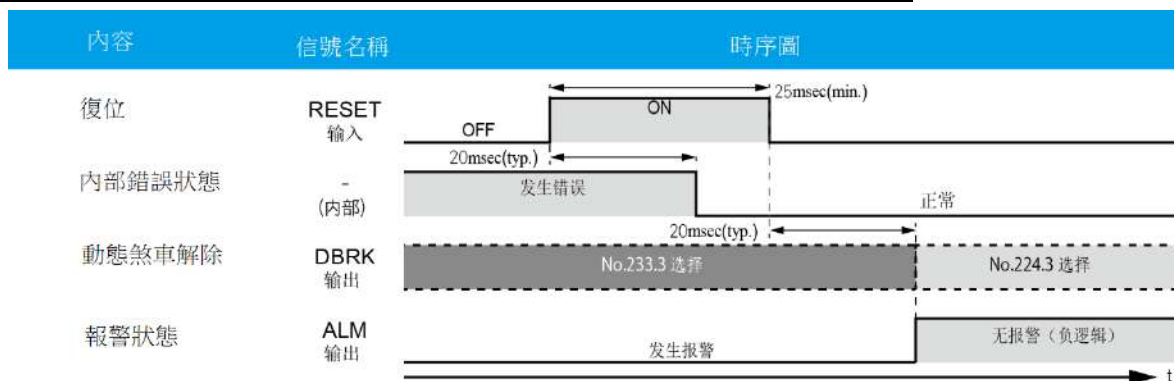 内容 信號名稱 時序圖
復位 RESET 输入 OFF ON 25msec(min.)
20msec(typ.)
内部錯誤狀態 - (内部) 发生错误 正常
20msec(typ.)
動態煞車解除 DBRK 输出 No.233.3 选择 No.224.3 选择
報警狀態 ALM 输出 发生报警 无报警（负逻辑）
t